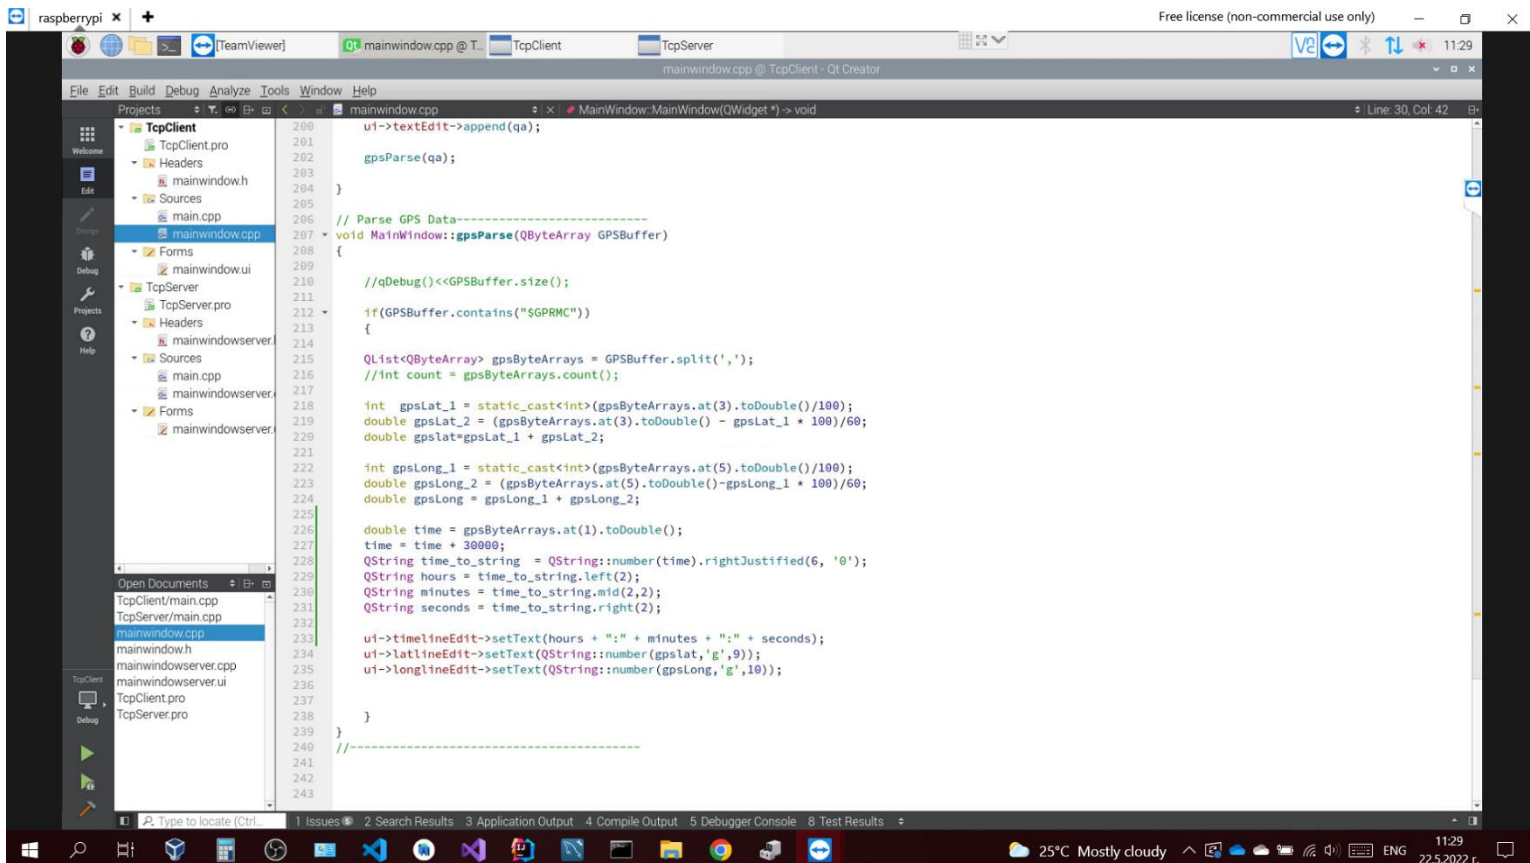 raspberrypi × +
Free license (non-commercial use only)
[TeamViewer]
Qt mainwindow.cpp @ T...
TcpClient
TcpServer
V2
11:29
mainwindow.cpp @ TcpClient - Qt Creator
File Edit Build Debug Analyze Tools Window Help
Projects
mainwindow.cpp
MainWindow::MainWindow(QWidget *) -> void
Line: 30, Col: 42
Welcome
Edit
Design
Debug
Projects
Help
TcpClient
TcpClient.pro
Headers
mainwindow.h
Sources
main.cpp
mainwindow.cpp
Forms
mainwindow.ui
TcpServer
TcpServer.pro
Headers
mainwindowserver.
Sources
main.cpp
mainwindowserver.
Forms
mainwindowserver.
Open Documents
TcpClient/main.cpp
TcpServer/main.cpp
mainwindow.cpp
mainwindow.h
mainwindowserver.cpp
mainwindowserver.ui
TcpClient.pro
TcpServer.pro
TcpClient
Debug
200 ui->textEdit->append(qa);
201
202 gpsParse(qa);
203
204 }
205
206 // Parse GPS Data---------------------------
207 void MainWindow::gpsParse(QByteArray GPSBuffer)
208 {
209
210 //qDebug()<<GPSBuffer.size();
211
212 if(GPSBuffer.contains("$GPRMC"))
213 {
214
215 QList<QByteArray> gpsByteArrays = GPSBuffer.split(',');
216 //int count = gpsByteArrays.count();
217
218 int  gpsLat_1 = static_cast<int>(gpsByteArrays.at(3).toDouble()/100);
219 double gpsLat_2 = (gpsByteArrays.at(3).toDouble() - gpsLat_1 * 100)/60;
220 double gpslat=gpsLat_1 + gpsLat_2;
221
222 int gpsLong_1 = static_cast<int>(gpsByteArrays.at(5).toDouble()/100);
223 double gpsLong_2 = (gpsByteArrays.at(5).toDouble()-gpsLong_1 * 100)/60;
224 double gpsLong = gpsLong_1 + gpsLong_2;
225
226 double time = gpsByteArrays.at(1).toDouble();
227 time = time + 30000;
228 QString time_to_string  = QString::number(time).rightJustified(6, '0');
229 QString hours = time_to_string.left(2);
230 QString minutes = time_to_string.mid(2,2);
231 QString seconds = time_to_string.right(2);
232
233 ui->timelineEdit->setText(hours + ":" + minutes + ":" + seconds);
234 ui->latlineEdit->setText(QString::number(gpslat,'g',9));
235 ui->longlineEdit->setText(QString::number(gpsLong,'g',10));
236
237
238 }
239 }
240 //-----------------------------------------
241
242
243
Type to locate (Ctrl...
1 Issues 5 2 Search Results 3 Application Output 4 Compile Output 5 Debugger Console 8 Test Results
25°C Mostly cloudy
ENG
11:29
22.5.2022 г.